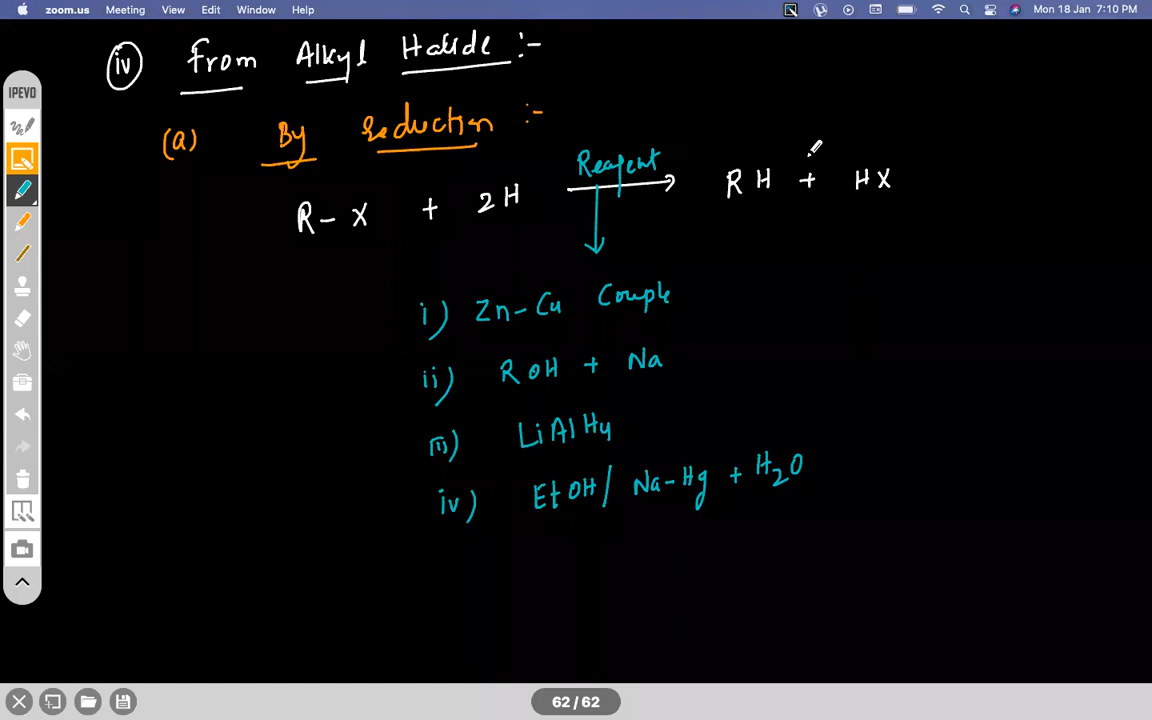 zoom.us Meeting View Edit Window Help Mon 18 Jan 7:10 PM
IPEVO
(iv) From Alkyl Halide :-
(a) By Reduction :-
R - X + 2H Reagent → RH + HX
i) Zn - Cu Couple
ii) ROH + Na
iii) LiAlH4
iv) EtOH / Na - Hg + H2O
62 / 62